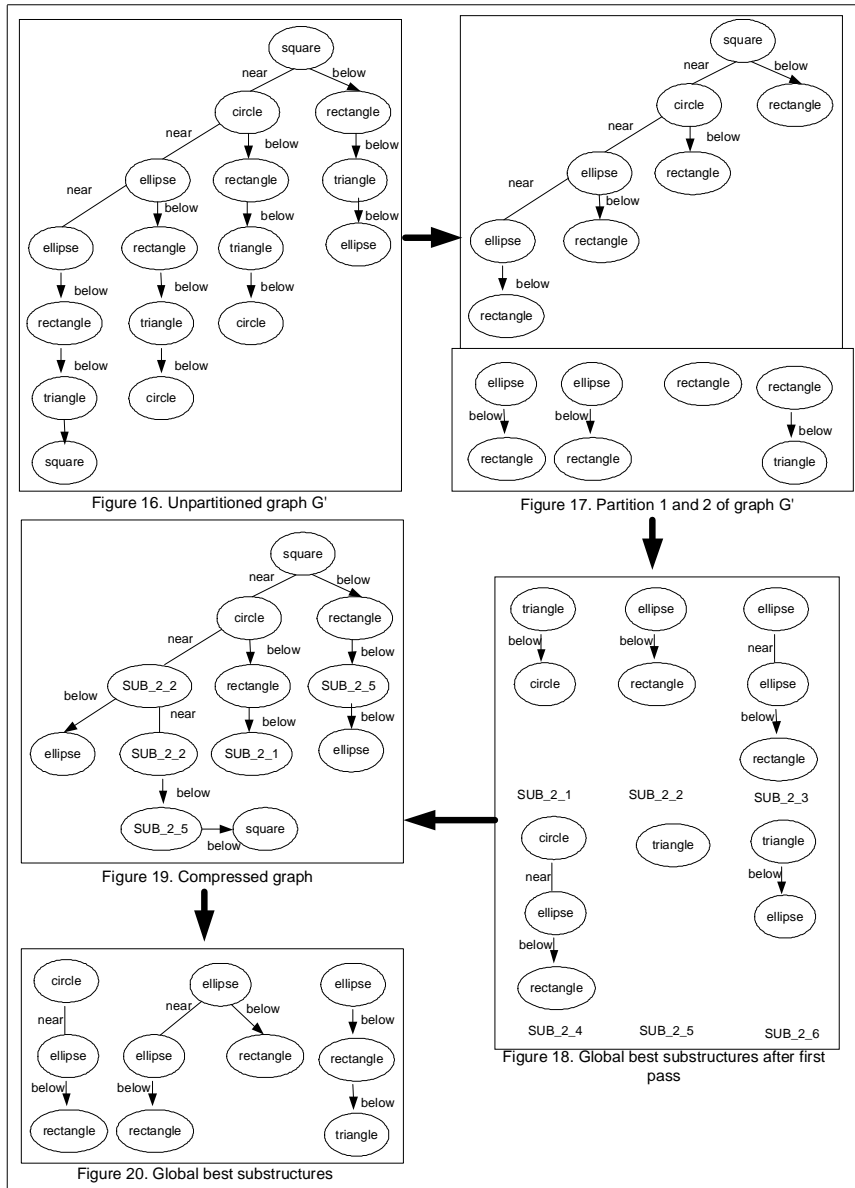 square
near
below
circle
rectangle
near
below
below
ellipse
rectangle
triangle
near
below
below
below
ellipse
rectangle
triangle
ellipse
below
below
below
rectangle
triangle
circle
below
below
triangle
circle
square
Figure 16. Unpartitioned graph G'
square
near
below
circle
rectangle
near
below
ellipse
rectangle
near
below
ellipse
rectangle
below
rectangle
ellipse
ellipse
rectangle
rectangle
below
below
below
rectangle
rectangle
triangle
Figure 17. Partition 1 and 2 of graph G'
triangle
ellipse
ellipse
below
below
near
circle
rectangle
ellipse
below
rectangle
SUB_2_1
SUB_2_2
SUB_2_3
circle
triangle
triangle
near
below
ellipse
ellipse
below
rectangle
SUB_2_4
SUB_2_5
SUB_2_6
Figure 18. Global best substructures after first
pass
square
near
below
circle
rectangle
near
below
below
SUB_2_2
rectangle
SUB_2_5
below
near
below
below
ellipse
SUB_2_2
SUB_2_1
ellipse
below
SUB_2_5
below
square
Figure 19. Compressed graph
circle
ellipse
ellipse
near
near
below
below
ellipse
ellipse
rectangle
rectangle
below
below
below
rectangle
rectangle
triangle
Figure 20. Global best substructures